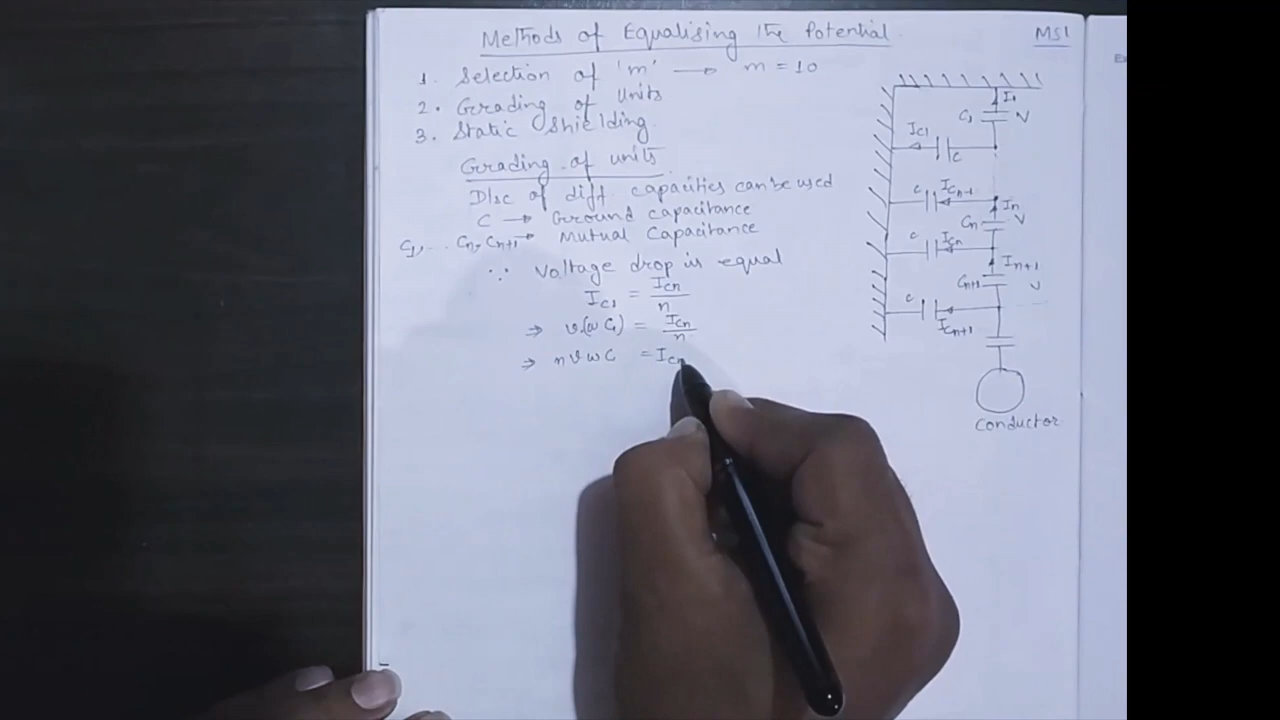 Methods of Equalising the Potential.
MSI
1. Selection of 'm' → m = 10
2. Grading of Units
3. Static Shielding.
Grading of units
Disc of diff capacities can be used
C → Ground capacitance
C1, ... Cn, Cn+1 → Mutual Capacitance
∵ Voltage drop is equal
Ic1 = Icn/n
⇒ v(ωC1) = Icn/n
⇒ nvωC = Icn
I1
C1 V
Ic1
C
C Icn-1
In
Cn V
C Icn
In+1
Cn+1 V
C
Icn+1
Conductor